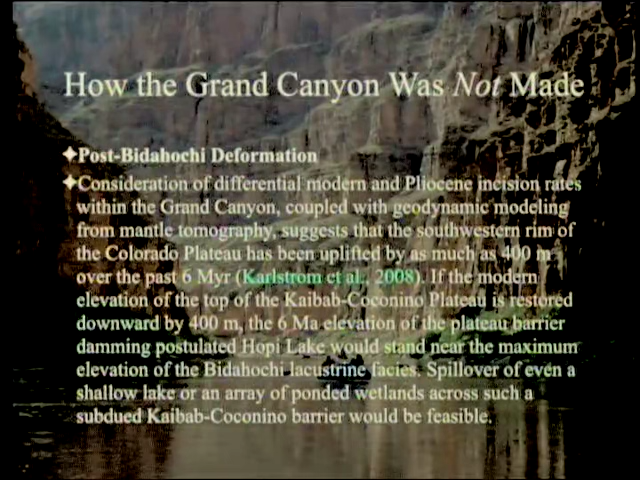 How the Grand Canyon Was Not Made
✦Post-Bidahochi Deformation
✦Consideration of differential modern and Pliocene incision rates
within the Grand Canyon, coupled with geodynamic modeling
from mantle tomography, suggests that the southwestern rim of
the Colorado Plateau has been uplifted by as much as 400 m
over the past 6 Myr (Karlstrom et al., 2008). If the modern
elevation of the top of the Kaibab-Coconino Plateau is restored
downward by 400 m, the 6 Ma elevation of the plateau barrier
damming postulated Hopi Lake would stand near the maximum
elevation of the Bidahochi lacustrine facies. Spillover of even a
shallow lake or an array of ponded wetlands across such a
subdued Kaibab-Coconino barrier would be feasible.